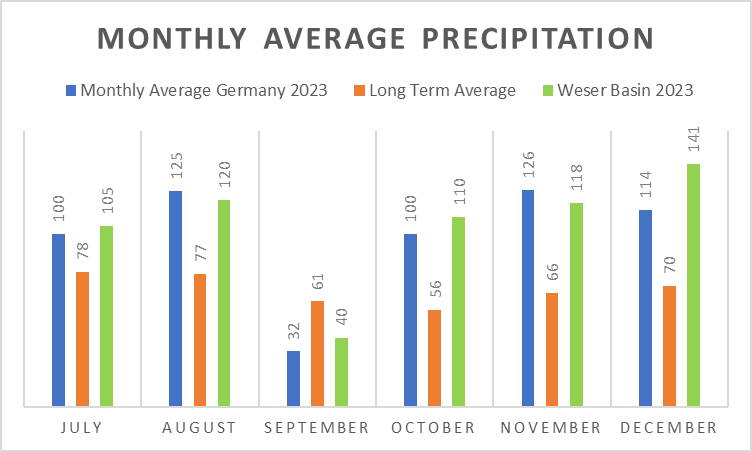 MONTHLY AVERAGE PRECIPITATION
Monthly Average Germany 2023 Long Term Average Weser Basin 2023
100 78 105 125 77 120 32 61 40 100 56 110 126 66 118 114 70 141
JULY AUGUST SEPTEMBER OCTOBER NOVEMBER DECEMBER